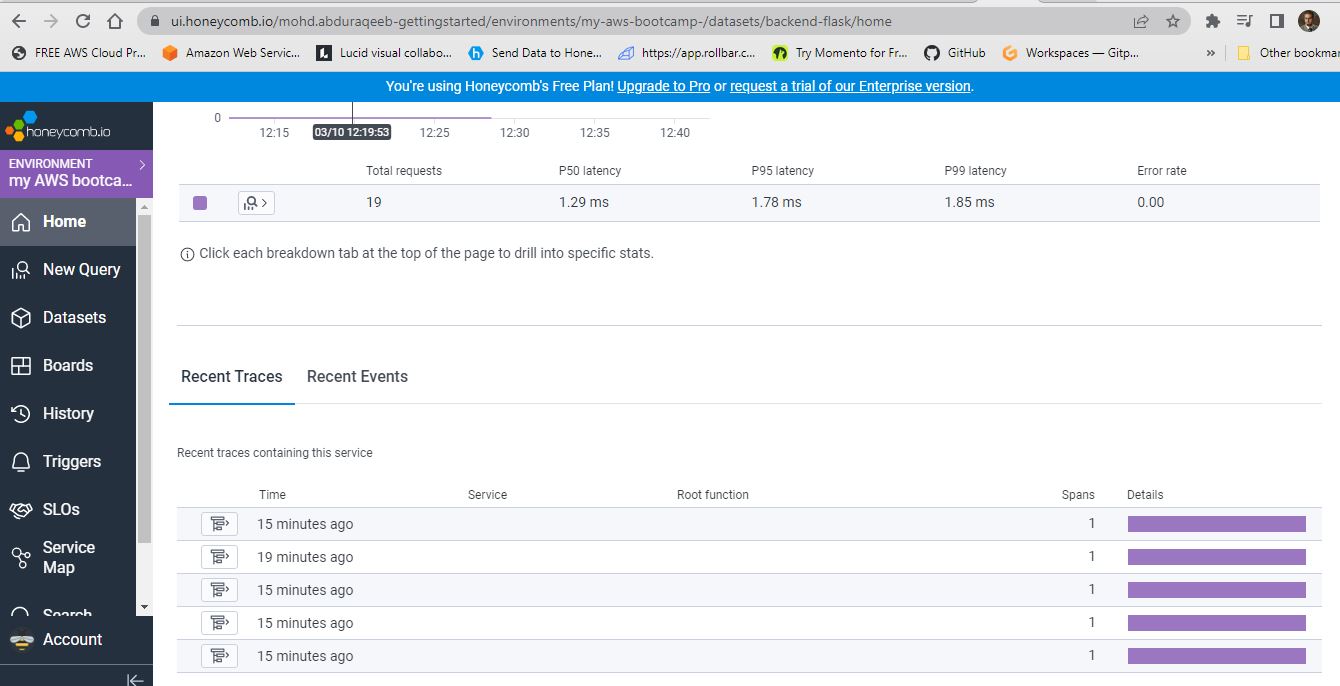 ui.honeycomb.io/mohd.abduraqeeb-gettingstarted/environments/my-aws-bootcamp-/datasets/backend-flask/home
FREE AWS Cloud Pr... Amazon Web Servic... Lucid visual collabo... Send Data to Hone... https://app.rollbar.c... Try Momento for Fr... GitHub Workspaces — Gitp... » Other bookmar
You're using Honeycomb's Free Plan! Upgrade to Pro or request a trial of our Enterprise version.
honeycomb.io
ENVIRONMENT
my AWS bootca...
Home
New Query
Datasets
Boards
History
Triggers
SLOs
Service
Map
Search
Account
0
12:15 03/10 12:19:53 12:25 12:30 12:35 12:40
Total requests P50 latency P95 latency P99 latency Error rate
19 1.29 ms 1.78 ms 1.85 ms 0.00
Click each breakdown tab at the top of the page to drill into specific stats.
Recent Traces Recent Events
Recent traces containing this service
Time Service Root function Spans Details
15 minutes ago 1
19 minutes ago 1
15 minutes ago 1
15 minutes ago 1
15 minutes ago 1